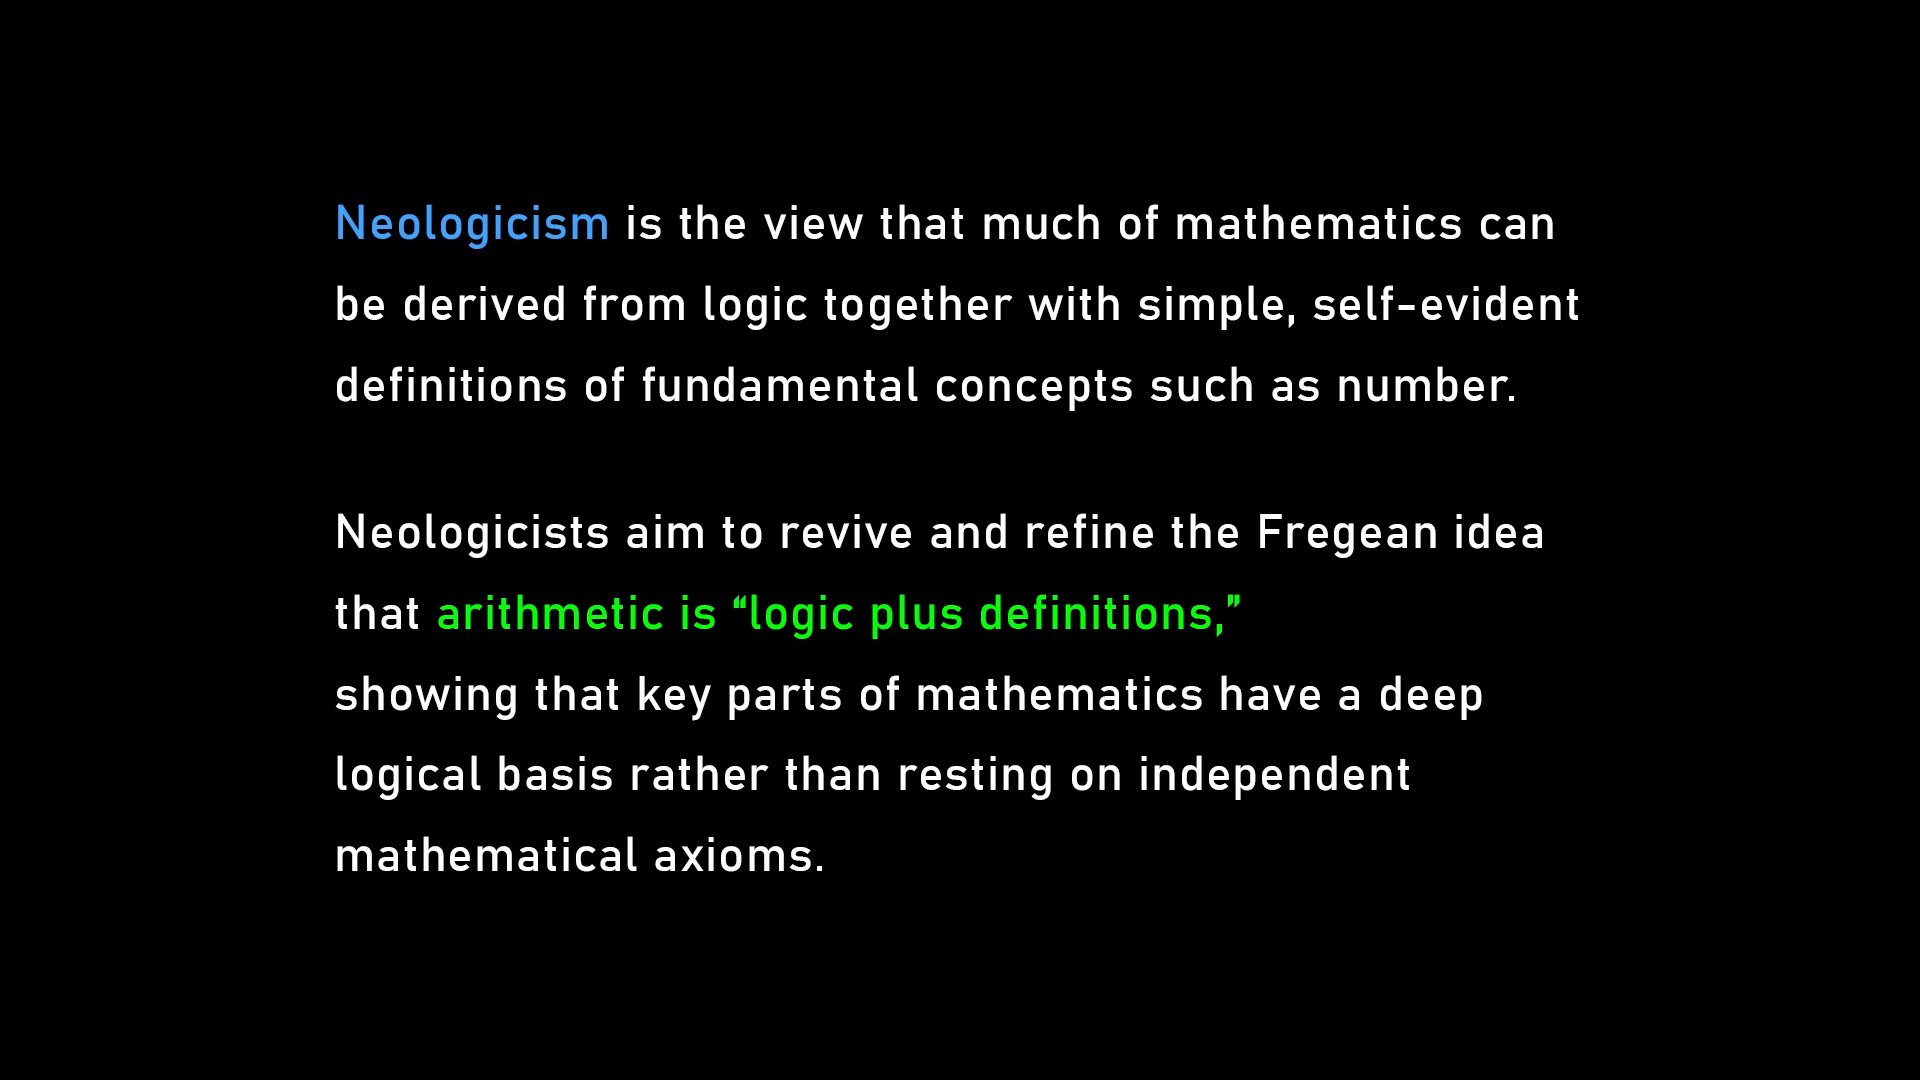 Neologicism is the view that much of mathematics can
be derived from logic together with simple, self-evident
definitions of fundamental concepts such as number.
Neologicists aim to revive and refine the Fregean idea
that arithmetic is “logic plus definitions,”
showing that key parts of mathematics have a deep
logical basis rather than resting on independent
mathematical axioms.